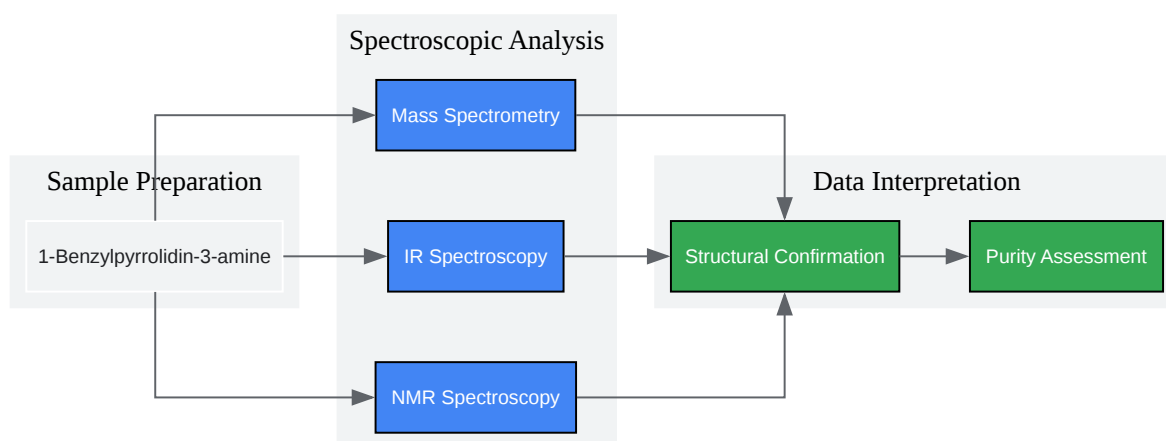 Spectroscopic Analysis
Mass Spectrometry
Sample Preparation
Data Interpretation
1-Benzylpyrrolidin-3-amine
IR Spectroscopy
Structural Confirmation
Purity Assessment
NMR Spectroscopy